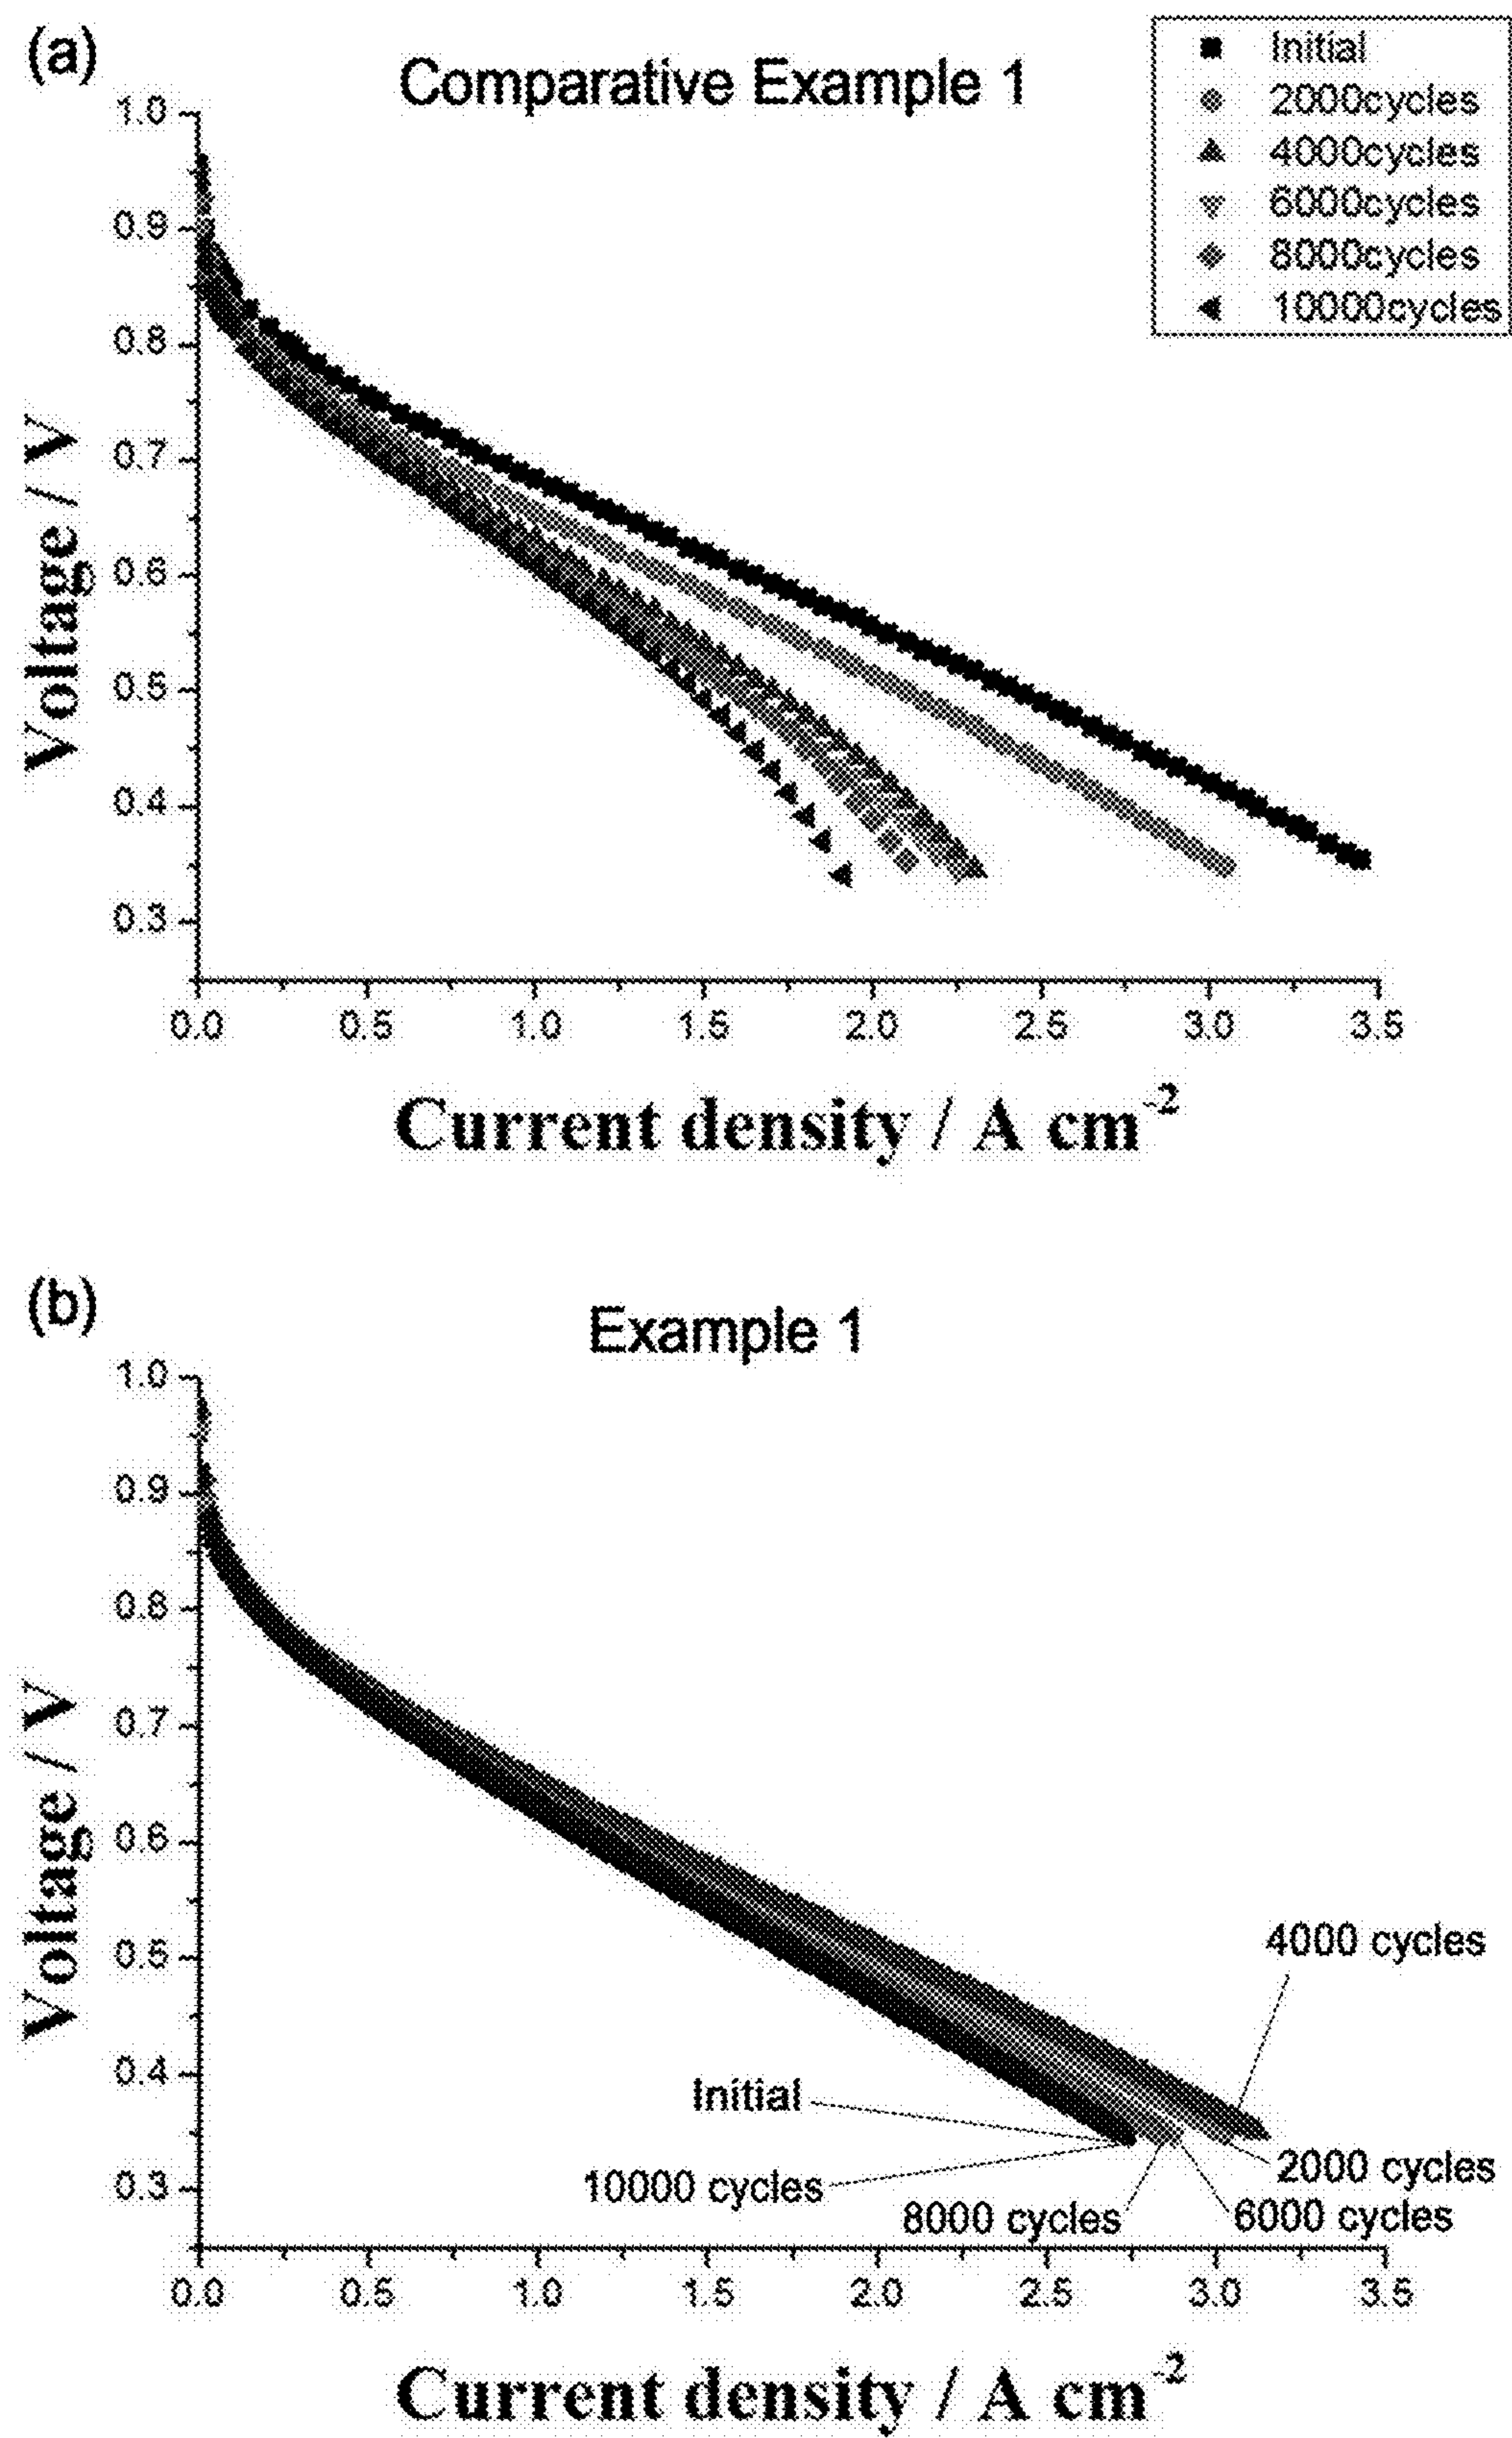 (a)
Comparative Example 1
Initial
2000cycles
4000cycles
6000cycles
8000cycles
10000cycles
1.0
0.9
0.8
0.7
0.6
0.5
0.4
0.3
Voltage / V
0.0 0.5 1.0 1.5 2.0 2.5 3.0 3.5
Current density / A cm-2
(b)
Example 1
1.0
0.9
0.8
0.7
0.6
0.5
0.4
0.3
Voltage / V
4000 cycles
Initial
2000 cycles
10000 cycles
8000 cycles
6000 cycles
0.0 0.5 1.0 1.5 2.0 2.5 3.0 3.5
Current density / A cm-2